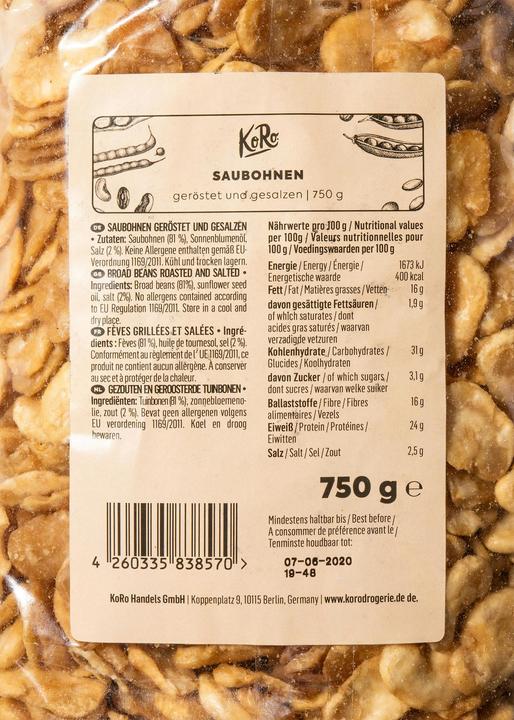 KoRo
SAUBOHNEN
geröstet und gesalzen | 750 g
DE SAUBOHNEN GERÖSTET UND GESALZEN
• Zutaten: Saubohnen (81 %), Sonnenblumenöl,
Salz (2 %). Keine Allergene enthalten gemäß EU-
Verordnung 1169/2011. Kühl und trocken lagern.
GB BROAD BEANS ROASTED AND SALTED •
Ingredients: Broad beans (81%), sunflower seed
oil, salt (2%). No allergens contained according
to EU Regulation 1169/2011. Store in a cool and
dry place.
FR FÈVES GRILLÉES ET SALÉES • Ingré-
dients : Fèves (81 %), huile de tournesol, sel (2 %).
Conformément au règlement de l' UE 1169/2011, ce
produit ne contient aucun allérgène. À conserver
au sec et à protéger de la chaleur.
NL GEZOUTEN EN GEROOSTERDE TUINBONEN •
Ingrediënten: Tuinbonen (81 %), zonnebloemeno-
lie, zout (2 %). Bevat geen allergenen volgens
EU verordening 1169/2011. Koel en droog
bewaren.
Nährwerte pro 100 g / Nutritional values
per 100g / Valeurs nutritionnelles pour
100 g / Voedingswaarden per 100 g
Energie / Energy / Énergie / 1673 kJ
Energetische waarde 400 kcal
Fett / Fat / Matières grasses / Vetten 16 g
davon gesättigte Fettsäuren / 1,9 g
of which saturates / dont
acides gras saturés / waarvan
verzadigde vetzuren
Kohlenhydrate / Carbohydrates / 31 g
Glucides / Koolhydraten
davon Zucker / of which sugars / 3,1 g
dont sucres / waarvan welke suiker
Ballaststoffe / Fibre / Fibres 16 g
alimentaires / Vezels
Eiweiß / Protein / Protéines / 24 g
Eiwitten
Salz / Salt / Sel / Zout 2,5 g
750 g e
Mindestens haltbar bis / Best before /
A consommer de préférence avant le /
Tenminste houdbaar tot:
07-06-2020
19-48
4 260335 838570 >
KoRo Handels GmbH | Koppenplatz 9, 10115 Berlin, Germany | www.korodrogerie.de.de.